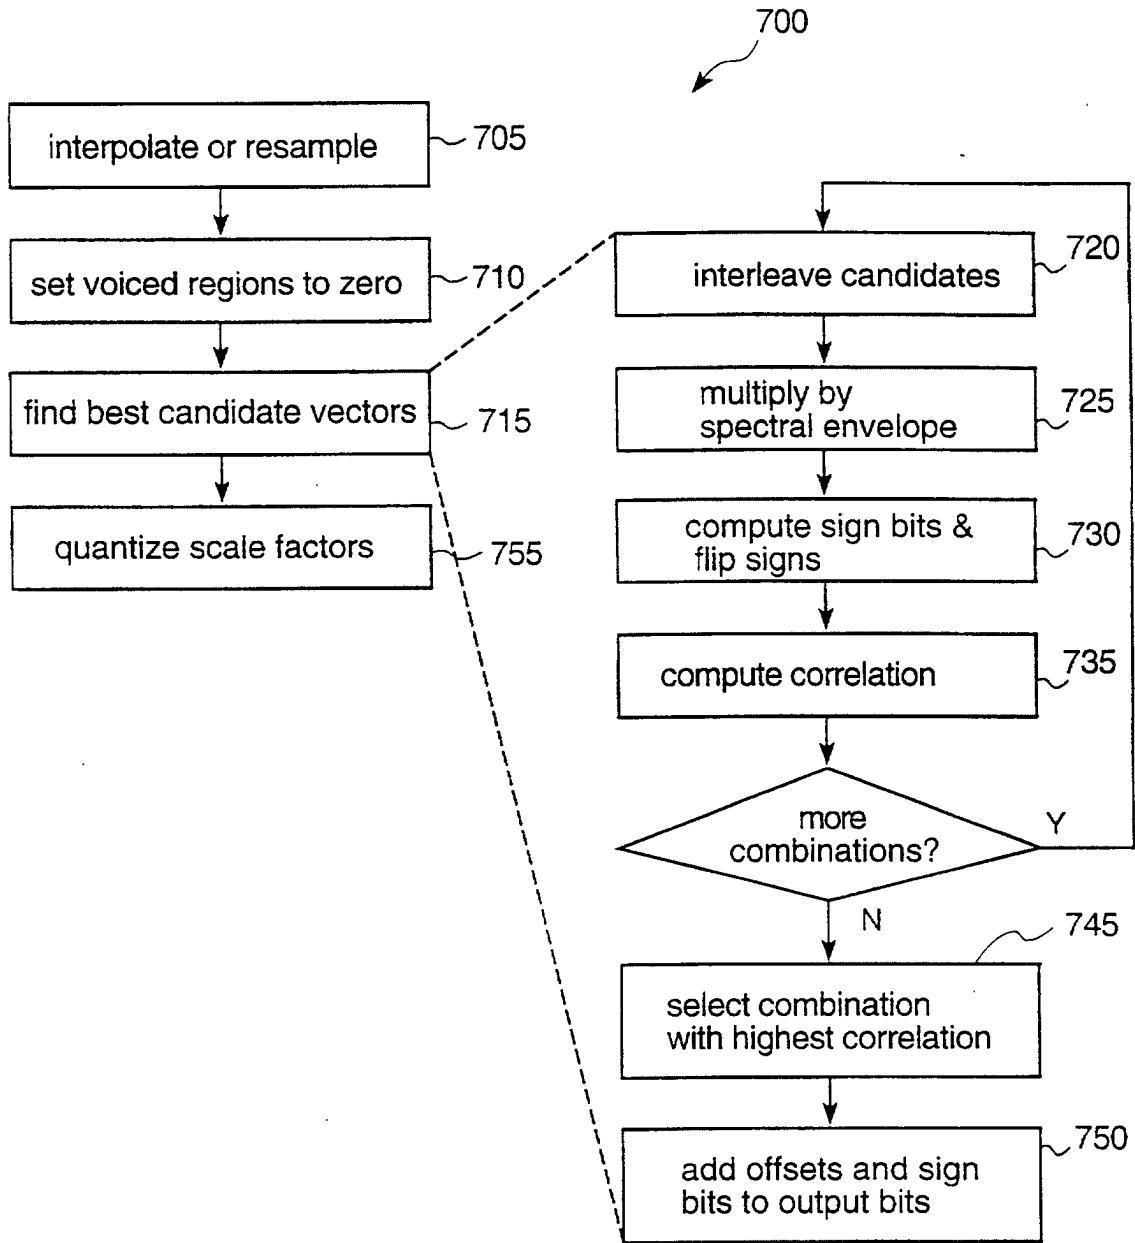 700
interpolate or resample
705
set voiced regions to zero
710
find best candidate vectors
715
quantize scale factors
755
interleave candidates
720
multiply by
spectral envelope
725
compute sign bits &
flip signs
730
compute correlation
735
more
combinations?
Y
N
745
select combination
with highest correlation
750
add offsets and sign
bits to output bits